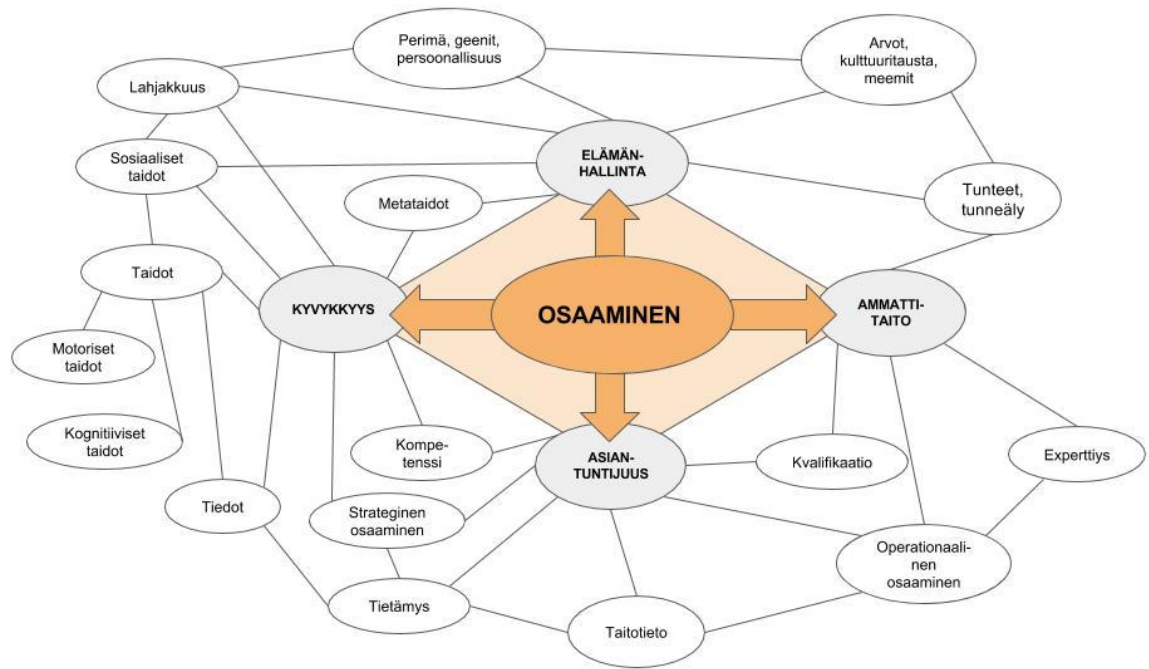 Perimä, geenit,
persoonallisuus
Arvot,
kulttuuritausta,
meemit
Lahjakkuus
Sosiaaliset
taidot
ELÄMÄN-
HALLINTA
Metataidot
Tunteet,
tunneäly
Taidot
KYVYKKYYS
OSAAMINEN
AMMATTI-
TAITO
Motoriset
taidot
Kognitiiviset
taidot
Kompe-
tenssi
ASIAN-
TUNTIJUUS
Kvalifikaatio
Experttiys
Tiedot
Strateginen
osaaminen
Operationaali-
nen
osaaminen
Tietämys
Taitotieto